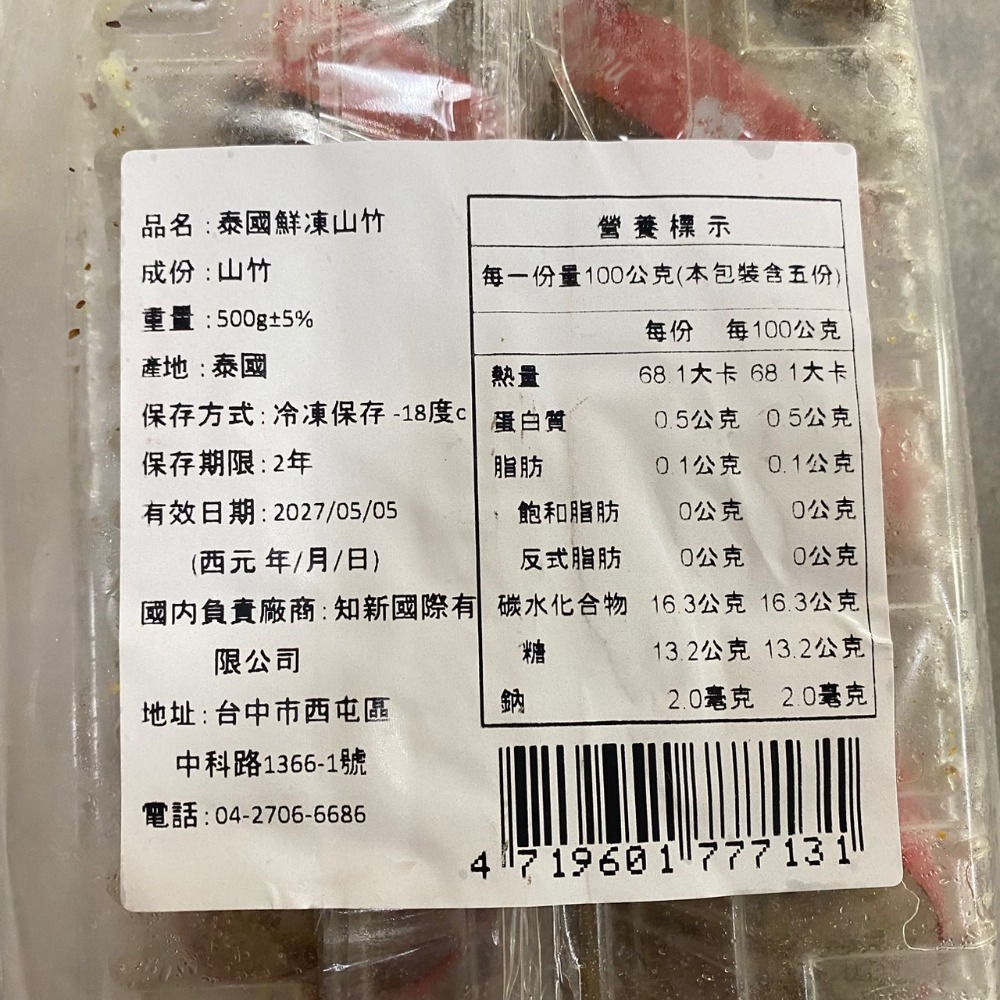 品名:泰國鮮凍山竹
成份:山竹
重量:500g±5%
產地:泰國
保存方式:冷凍保存 -18度c
保存期限:2年
有效日期:2027/05/05
(西元 年/月/日)
國內負責廠商:知新國際有
限公司
地址:台中市西屯區
中科路1366-1號
電話:04-2706-6686
營養標示
每一份量100公克(本包裝含五份)
每份 每100公克
熱量 68.1大卡 68.1大卡
蛋白質 0.5公克 0.5公克
脂肪 0.1公克 0.1公克
飽和脂肪 0公克 0公克
反式脂肪 0公克 0公克
碳水化合物 16.3公克 16.3公克
糖 13.2公克 13.2公克
鈉 2.0毫克 2.0毫克
4 719601 777131